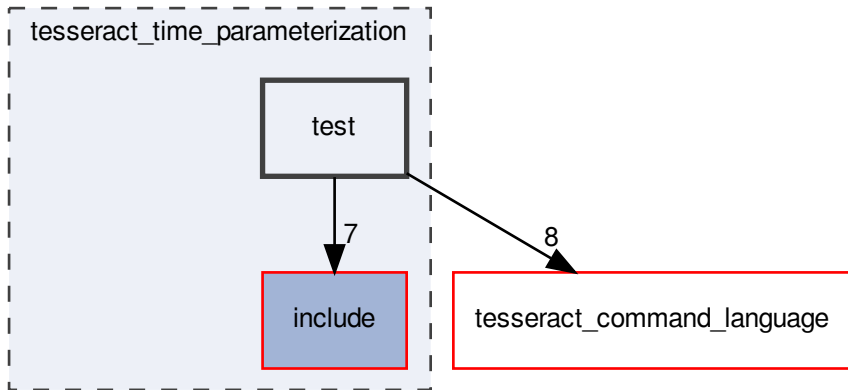 tesseract_time_parameterization
test
7
8
include
tesseract_command_language